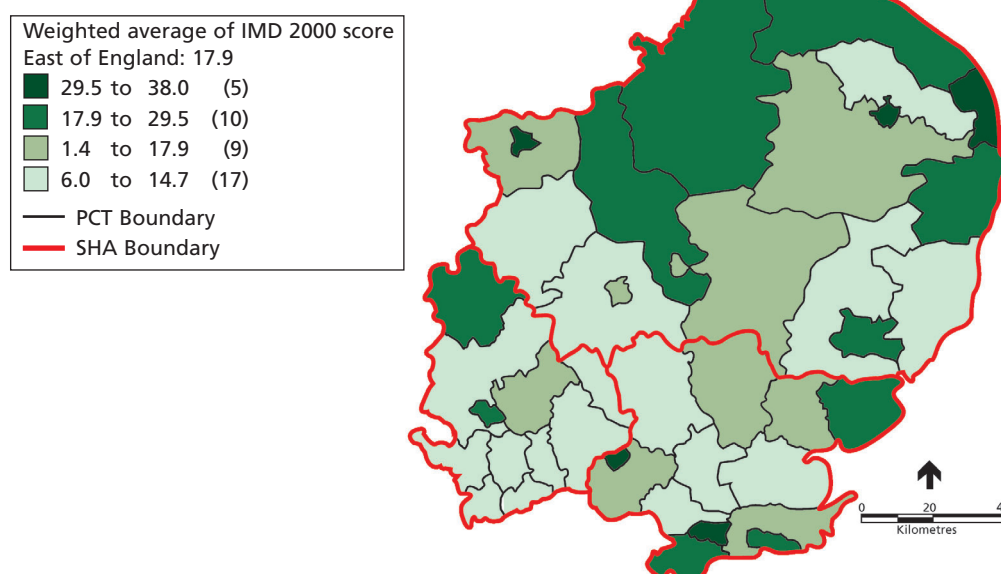 Weighted average of IMD 2000 score
East of England: 17.9
29.5 to 38.0 (5)
17.9 to 29.5 (10)
1.4 to 17.9 (9)
6.0 to 14.7 (17)
PCT Boundary
SHA Boundary
0 20 4
Kilometres